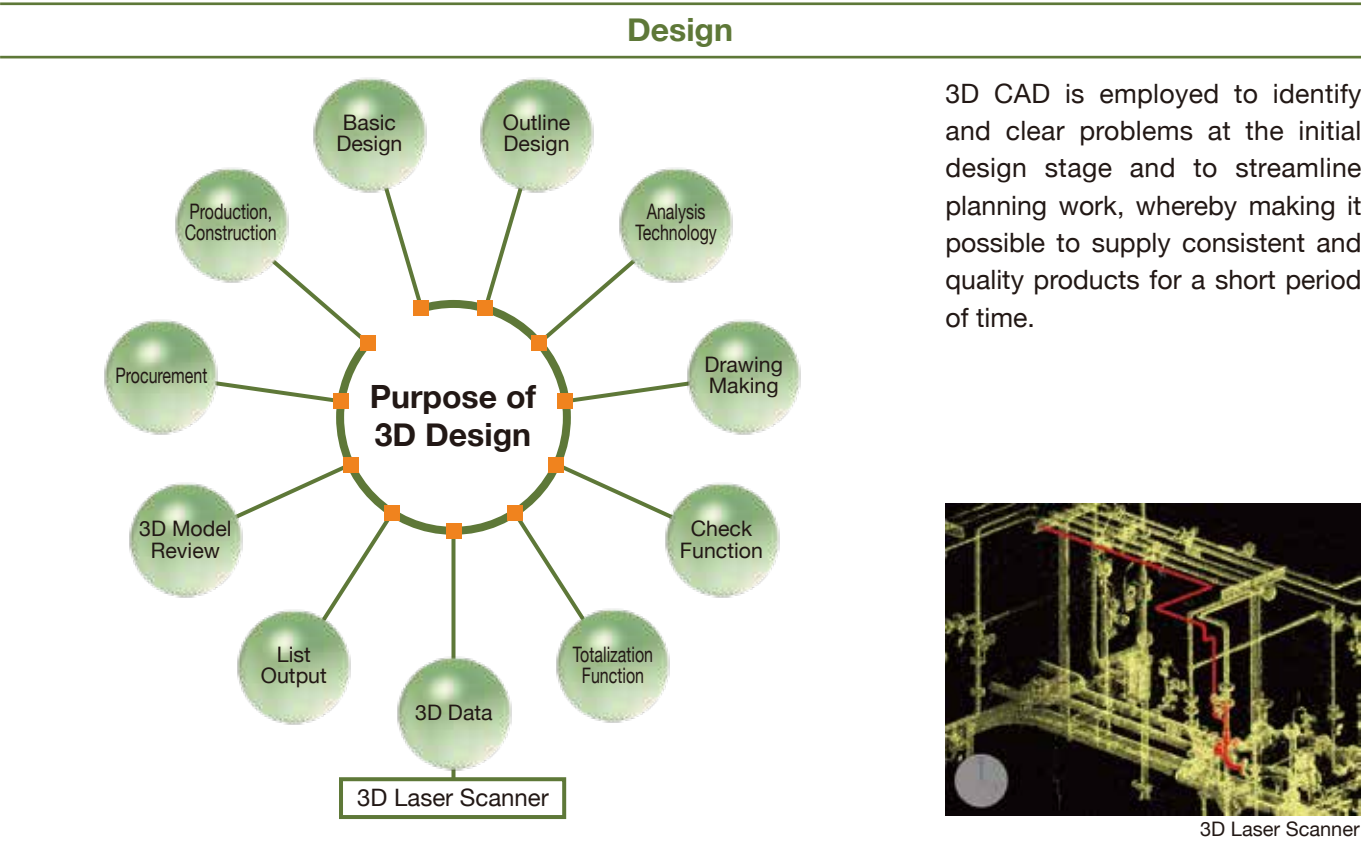 Design
Basic
Design
Outline
Design
Production,
Construction
Analysis
Technology
Procurement
Purpose of
3D Design
Drawing
Making
3D Model
Review
Check
Function
List
Output
3D Data
Totalization
Function
3D Laser Scanner
3D CAD is employed to identify
and clear problems at the initial
design stage and to streamline
planning work, whereby making it
possible to supply consistent and
quality products for a short period
of time.
3D Laser Scanner